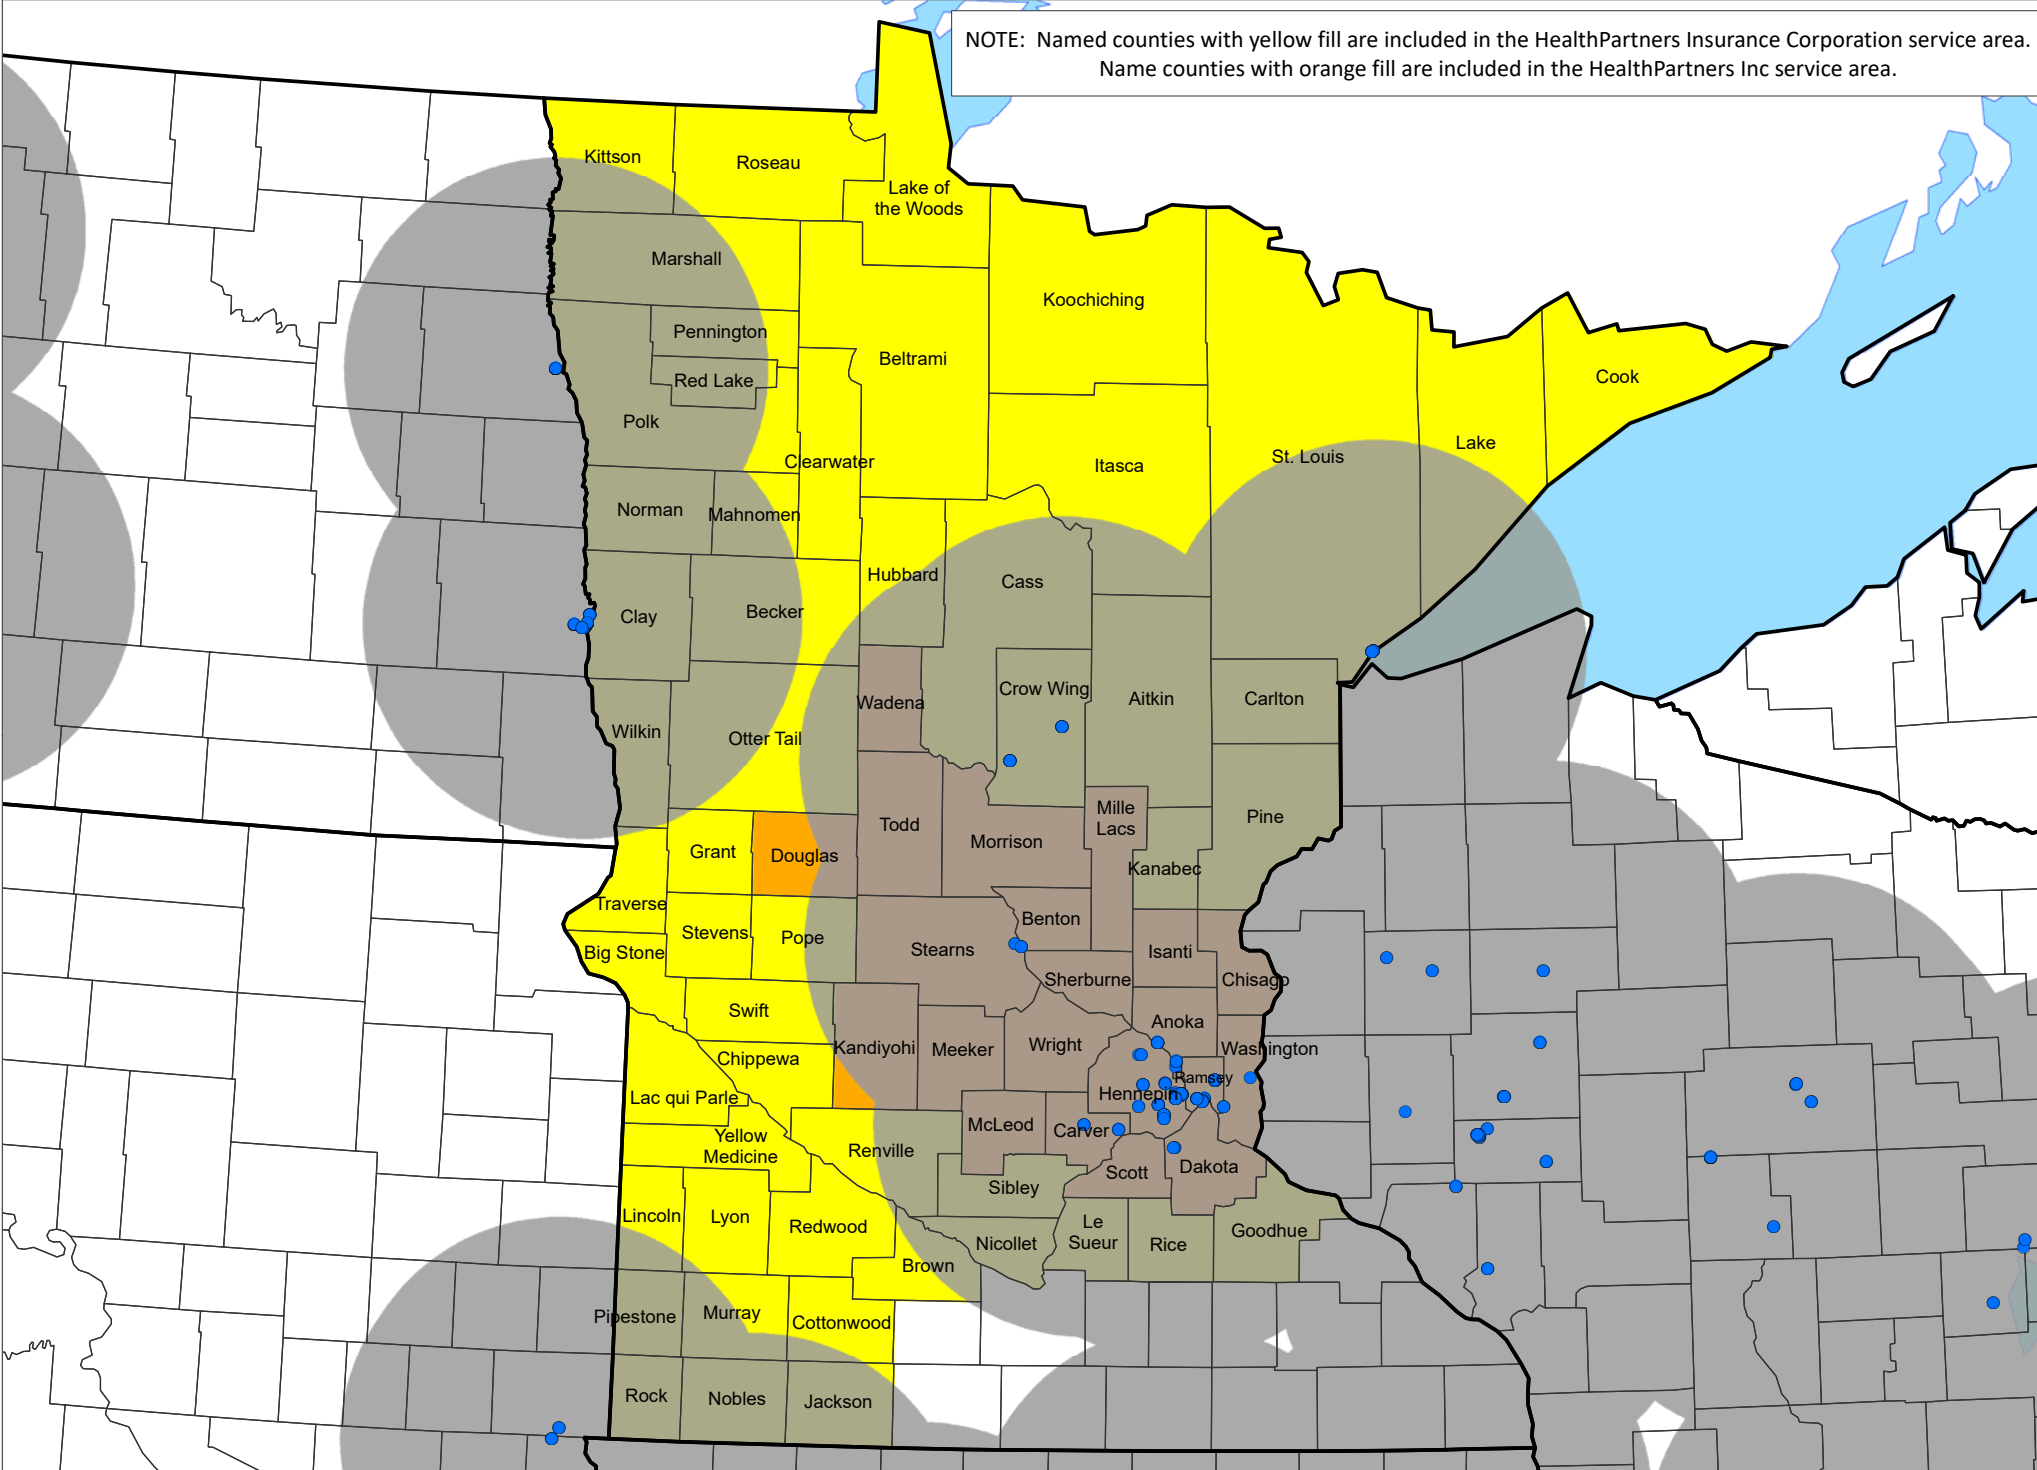 NOTE: Named counties with yellow fill are included in the HealthPartners Insurance Corporation service area.
Name counties with orange fill are included in the HealthPartners Inc service area.
Kittson
Roseau
Lake of
the Woods
Marshall
Koochiching
Pennington
Beltrami
Red Lake
Cook
Polk
Clearwater
Itasca
St. Louis
Lake
Norman
Mahnomen
Hubbard
Cass
Clay
Becker
Wadena
Crow Wing
Aitkin
Carlton
Wilkin
Otter Tail
Todd
Morrison
Mille
Lacs
Pine
Grant
Douglas
Kanabec
Traverse
Stevens
Pope
Benton
Big Stone
Stearns
Isanti
Sherburne
Chisago
Swift
Anoka
Chippewa
Kandiyohi
Meeker
Wright
Washington
Ramsey
Lac qui Parle
Hennepin
McLeod
Carver
Yellow
Medicine
Renville
Scott
Dakota
Sibley
Lincoln
Lyon
Redwood
Le
Sueur
Nicollet
Rice
Goodhue
Brown
Pipestone
Murray
Cottonwood
Rock
Nobles
Jackson